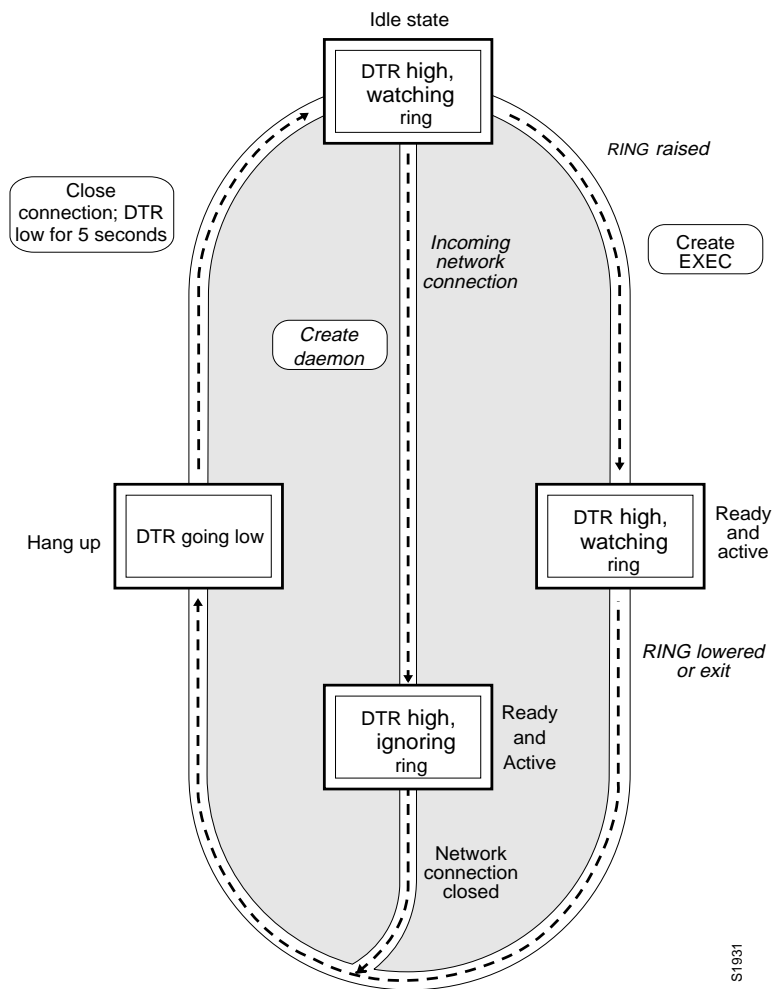 Idle state
DTR high,
watching
ring
RING raised
Close
connection; DTR
low for 5 seconds
Incoming
network
connection
Create
EXEC
Create
daemon
Hang up
DTR going low
DTR high,
watching
ring
Ready
and
active
RING lowered
or exit
DTR high,
ignoring
ring
Ready
and
Active
Network
connection
closed
S1931